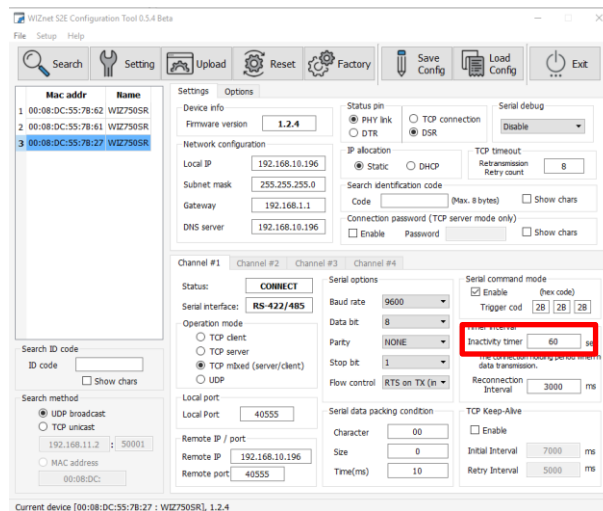 WIZnet S2E Configuration Tool 0.5.4 Beta
File Setup Help
Search Setting Upload Reset Factory Save Config Load Config Exit
Mac addr Name
1 00:08:DC:55:7B:62 WIZ750SR
2 00:08:DC:55:7B:61 WIZ750SR
3 00:08:DC:55:7B:27 WIZ750SR
Search ID code
ID code
Show chars
Search method
UDP broadcast
TCP unicast
192.168.11.2 : 50001
MAC address
00:08:DC:
Settings Options
Device info
Firmware version 1.2.4
Network configuration
Local IP 192.168.10.196
Subnet mask 255.255.255.0
Gateway 192.168.1.1
DNS server 192.168.10.196
Status pin
PHY link TCP connection
DTR DSR
Serial debug
Disable
IP allocation
Static DHCP
TCP timeout
Retransmission
Retry count 8
Search identification code
Code (Max. 8 bytes) Show chars
Connection password (TCP server mode only)
Enable Password Show chars
Channel #1 Channel #2 Channel #3 Channel #4
Status: CONNECT
Serial interface: RS-422/485
Operation mode
TCP client
TCP server
TCP mixed (server/client)
UDP
Local port
Local Port 40555
Remote IP / port
Remote IP 192.168.10.196
Remote port 40555
Serial options
Baud rate 9600
Data bit 8
Parity NONE
Stop bit 1
Flow control RTS on TX (in
Serial data packing condition
Character 00
Size 0
Time(ms) 10
Serial command mode
Enable (hex code)
Trigger cod 2B 2B 2B
Timer interval
Inactivity timer 60
The connection holding period
data transmission.
Reconnection
Interval 3000 ms
TCP Keep-Alive
Enable
Initial Interval 7000 ms
Retry Interval 5000 ms
Current device [00:08:DC:55:7B:27 : WIZ750SR], 1.2.4